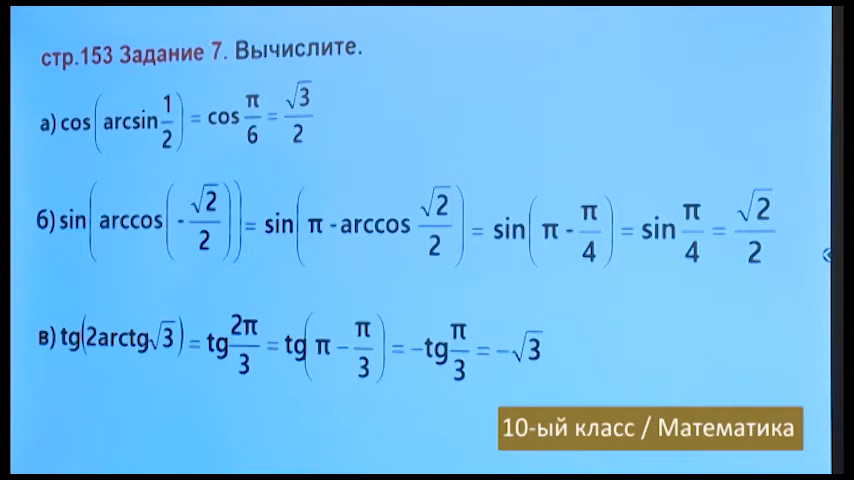 стр.153 Задание 7. Вычислите.
а) cos(arcsin 1/2) = cos π/6 = √3/2
б) sin(arccos(-√2/2)) = sin(π - arccos √2/2) = sin(π - π/4) = sin π/4 = √2/2
в) tg(2arctg√3) = tg 2π/3 = tg(π − π/3) = −tg π/3 = −√3
10-ый класс / Математика